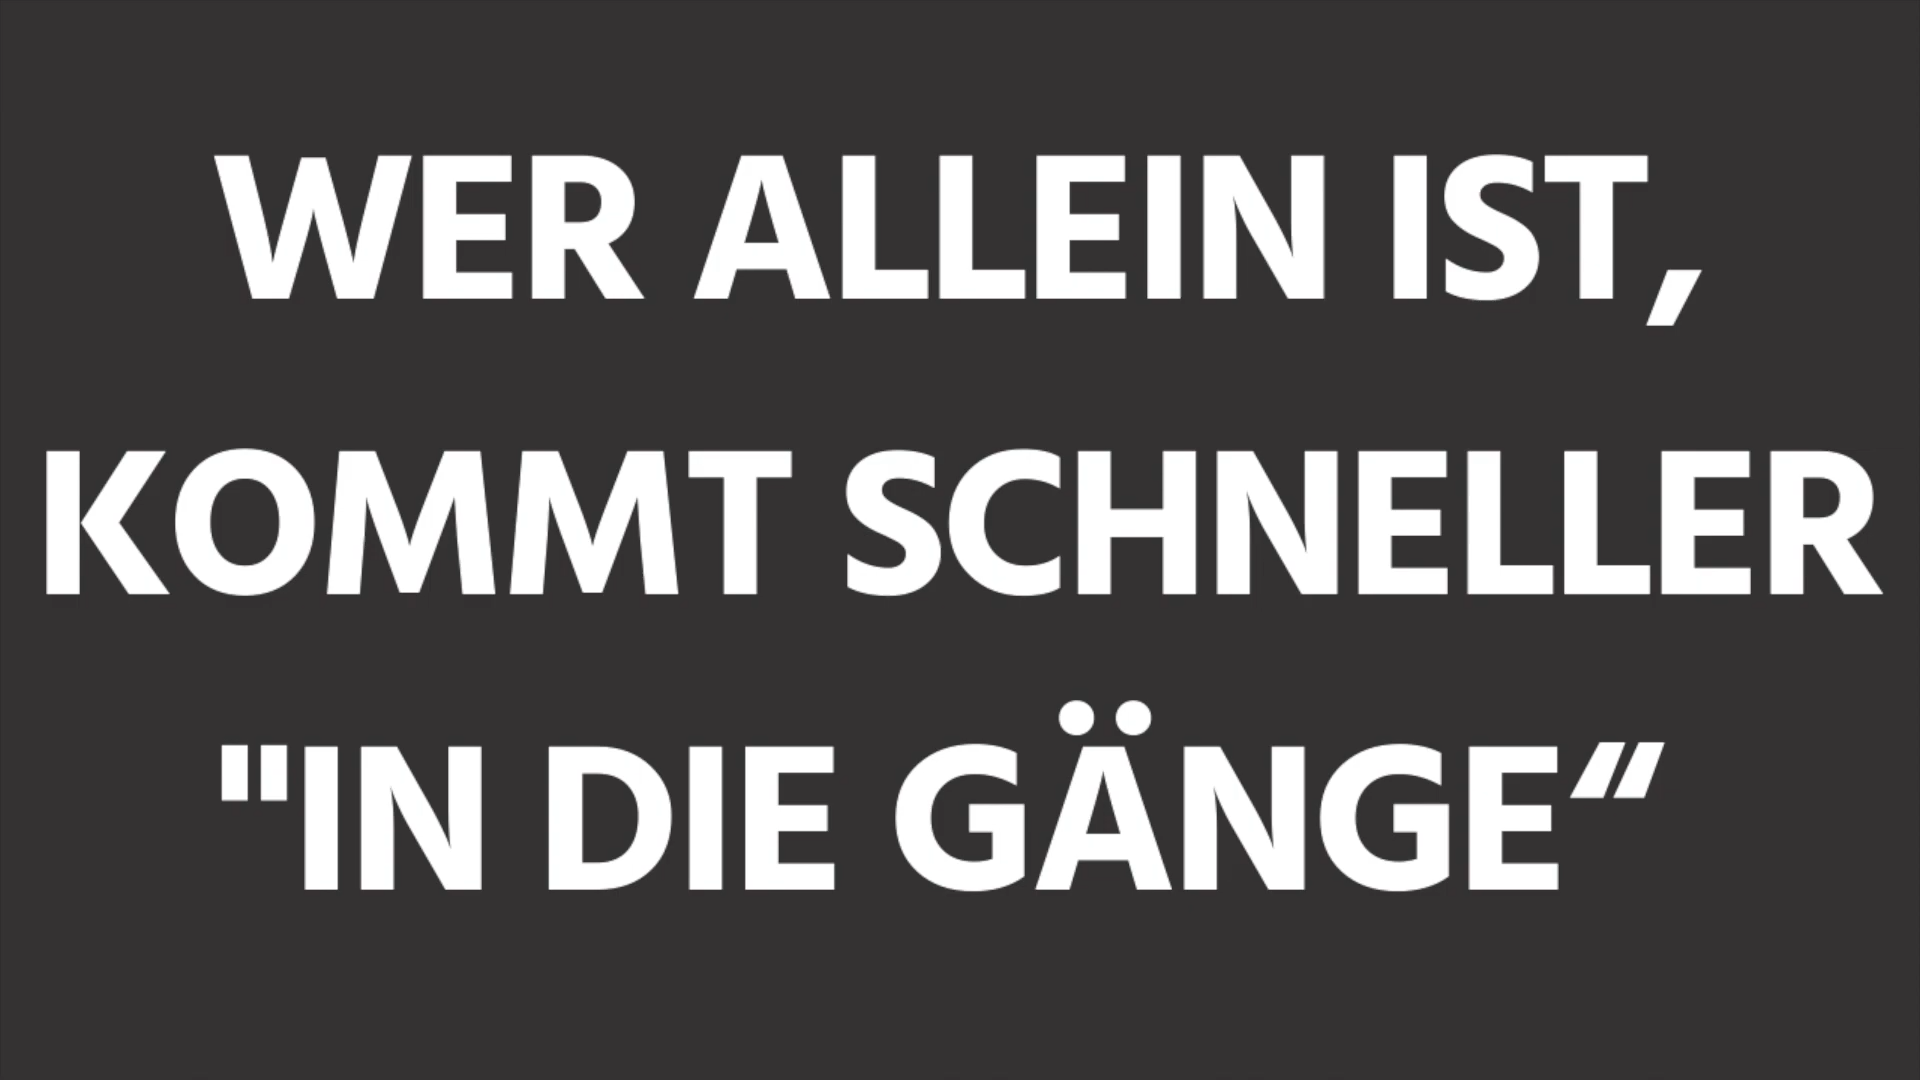 WER ALLEIN IST,
KOMMT SCHNELLER
"IN DIE GÄNGE“